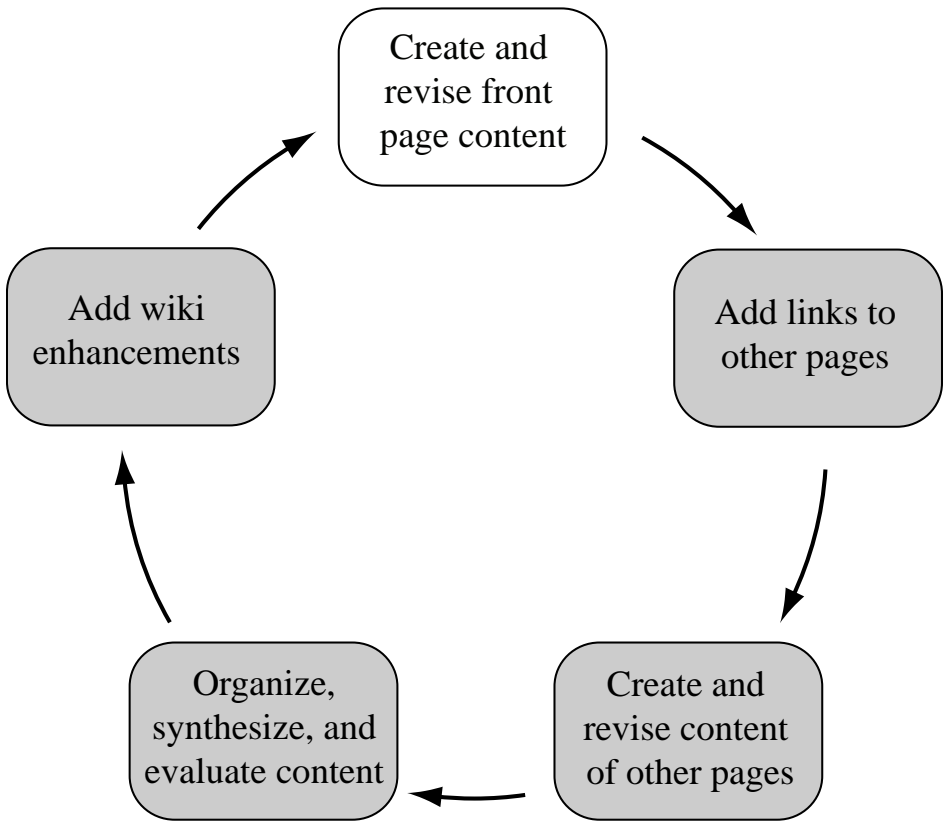 Create and
revise front
page content
Add links to
other pages
Create and
revise content
of other pages
Organize,
synthesize, and
evaluate content
Add wiki
enhancements